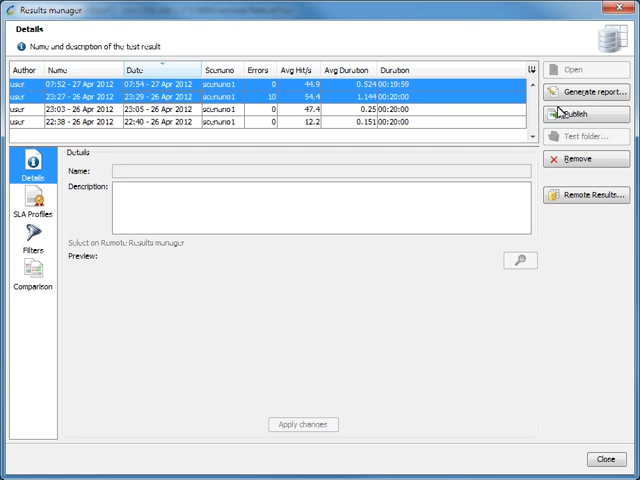 Results manager
Details
Name and description of the test result
Author Name Date Scenario Errors Avg Hit/s Avg Duration Duration
user 07:52 - 27 Apr 2012 07:54 - 27 Apr 2012 scenario1 0 44.9 0.524 00:19:59
user 23:27 - 26 Apr 2012 23:29 - 26 Apr 2012 scenario1 10 54.4 1.144 00:20:00
user 23:03 - 26 Apr 2012 23:05 - 26 Apr 2012 scenario1 0 47.4 0.25 00:20:00
user 22:38 - 26 Apr 2012 22:40 - 26 Apr 2012 scenario1 0 12.2 0.151 00:20:00
Open
Generate report...
Publish
Test folder...
Remove
Remote Results...
Details
SLA Profiles
Filters
Comparison
Details
Name:
Description:
Select on Remote Results manager
Preview:
Apply changes
Close